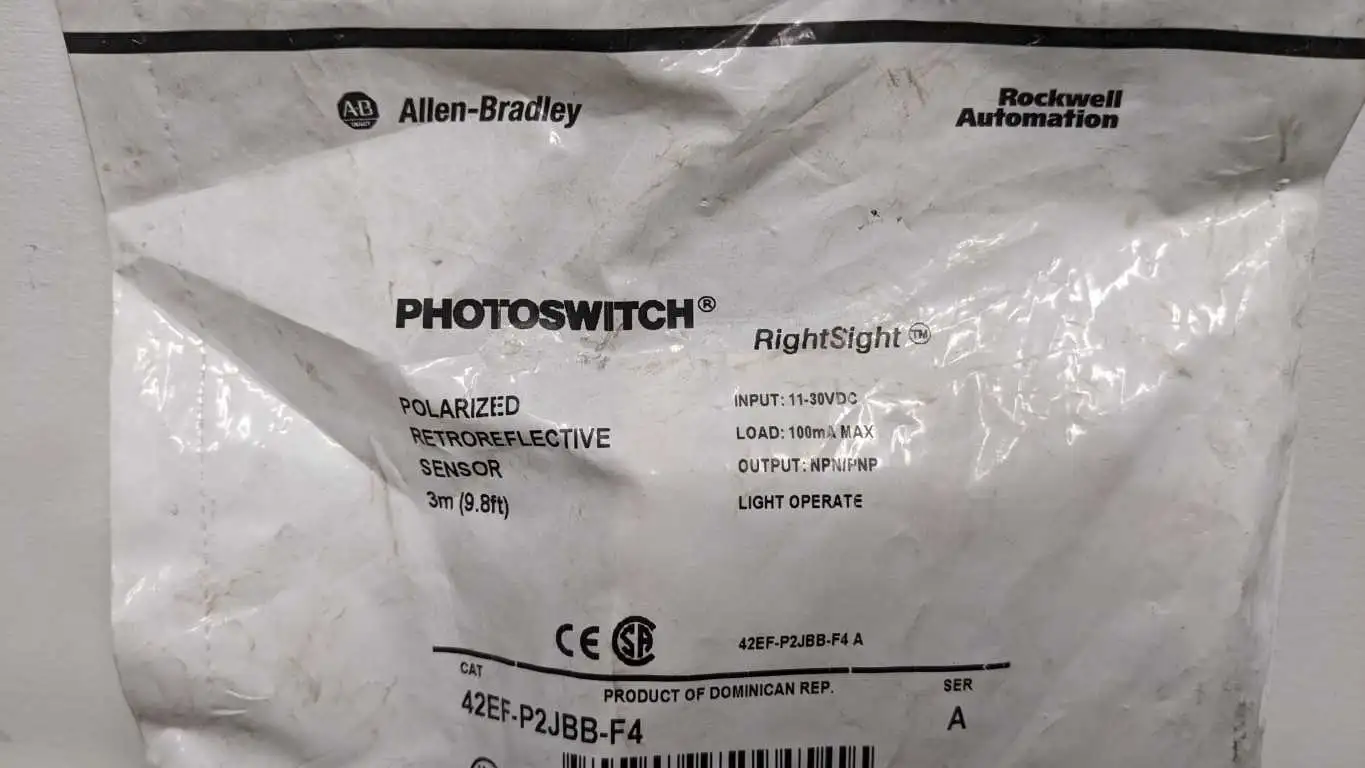 AB Allen-Bradley
Rockwell
Automation
PHOTOSWITCH®
RightSight™
POLARIZED
RETROREFLECTIVE
SENSOR
3m (9.8ft)
INPUT: 11-30VDC
LOAD: 100mA MAX
OUTPUT: NPN/PNP
LIGHT OPERATE
CE SA
42EF-P2JBB-F4 A
CAT
PRODUCT OF DOMINICAN REP.
SER
42EF-P2JBB-F4
A